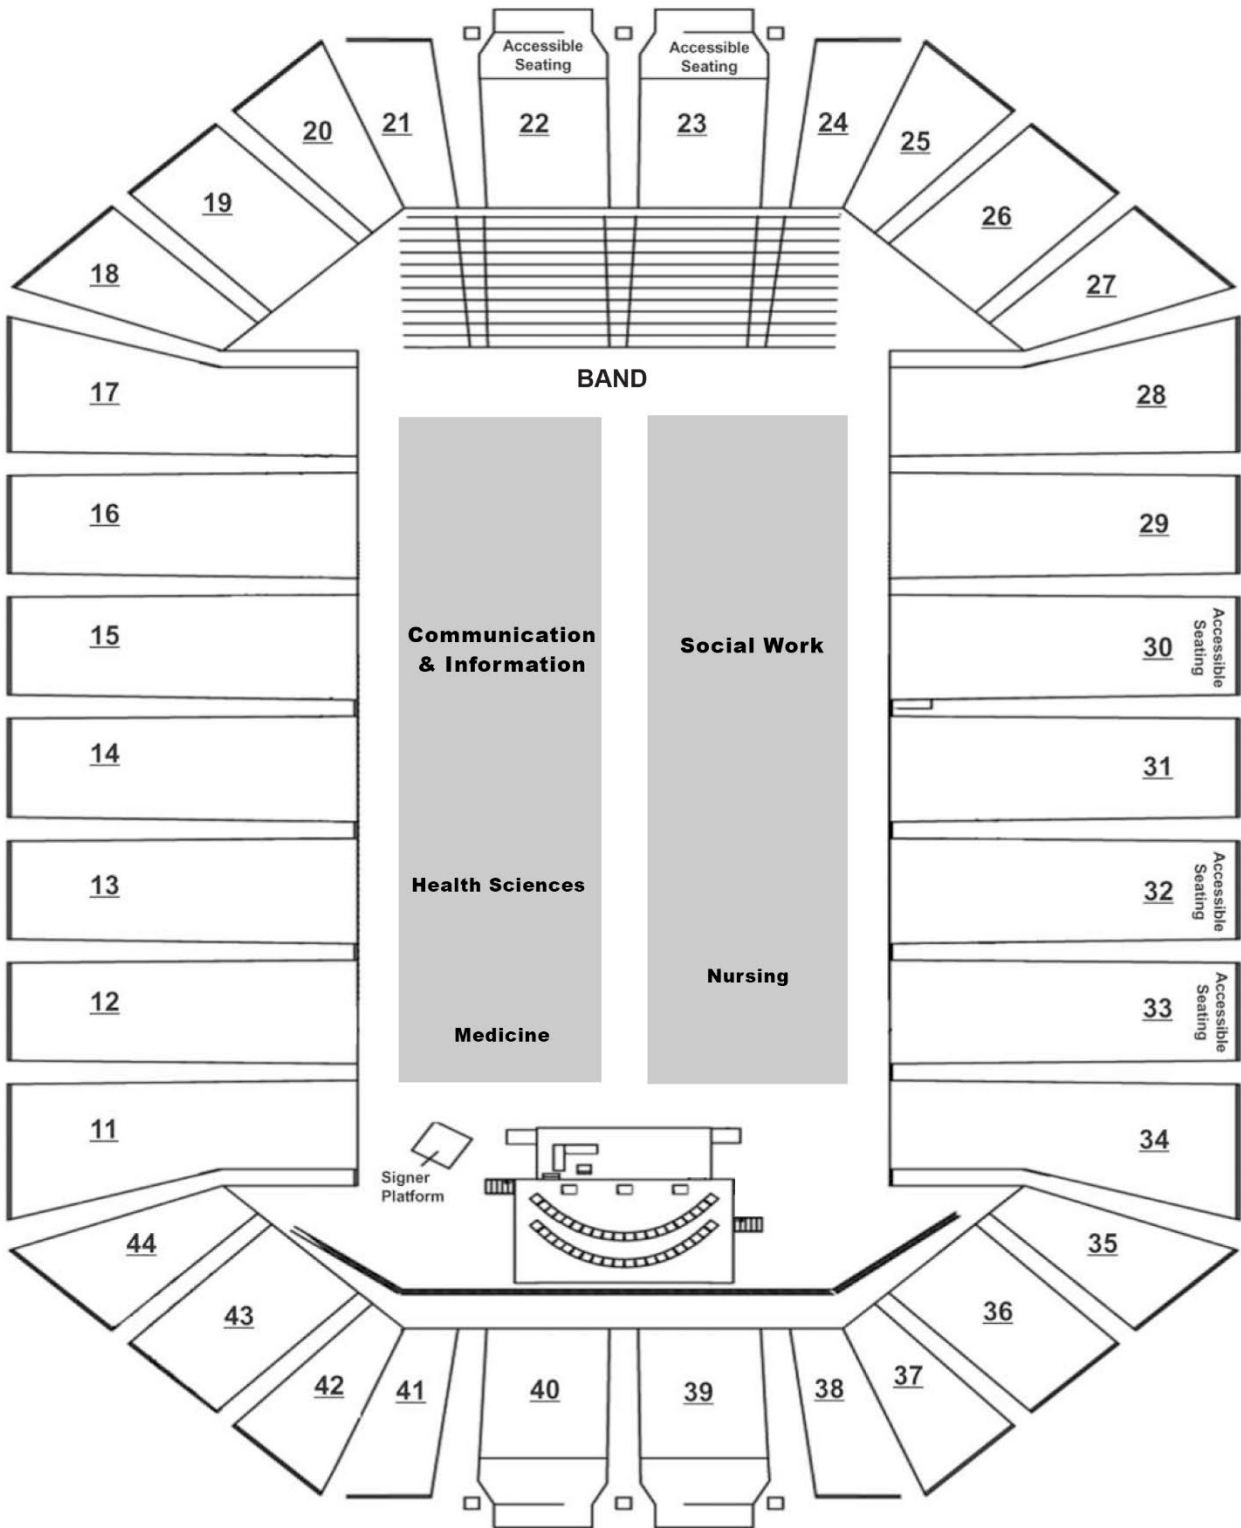 Accessible
Seating
Accessible
Seating
20
21
22
23
24
25
19
26
18
27
17
BAND
28
16
29
15
Communication
& Information
Social Work
30
Accessible
Seating
14
31
13
Health Sciences
32
Accessible
Seating
12
Medicine
Nursing
33
Accessible
Seating
11
34
Signer
Platform
44
35
43
36
42
41
40
39
38
37